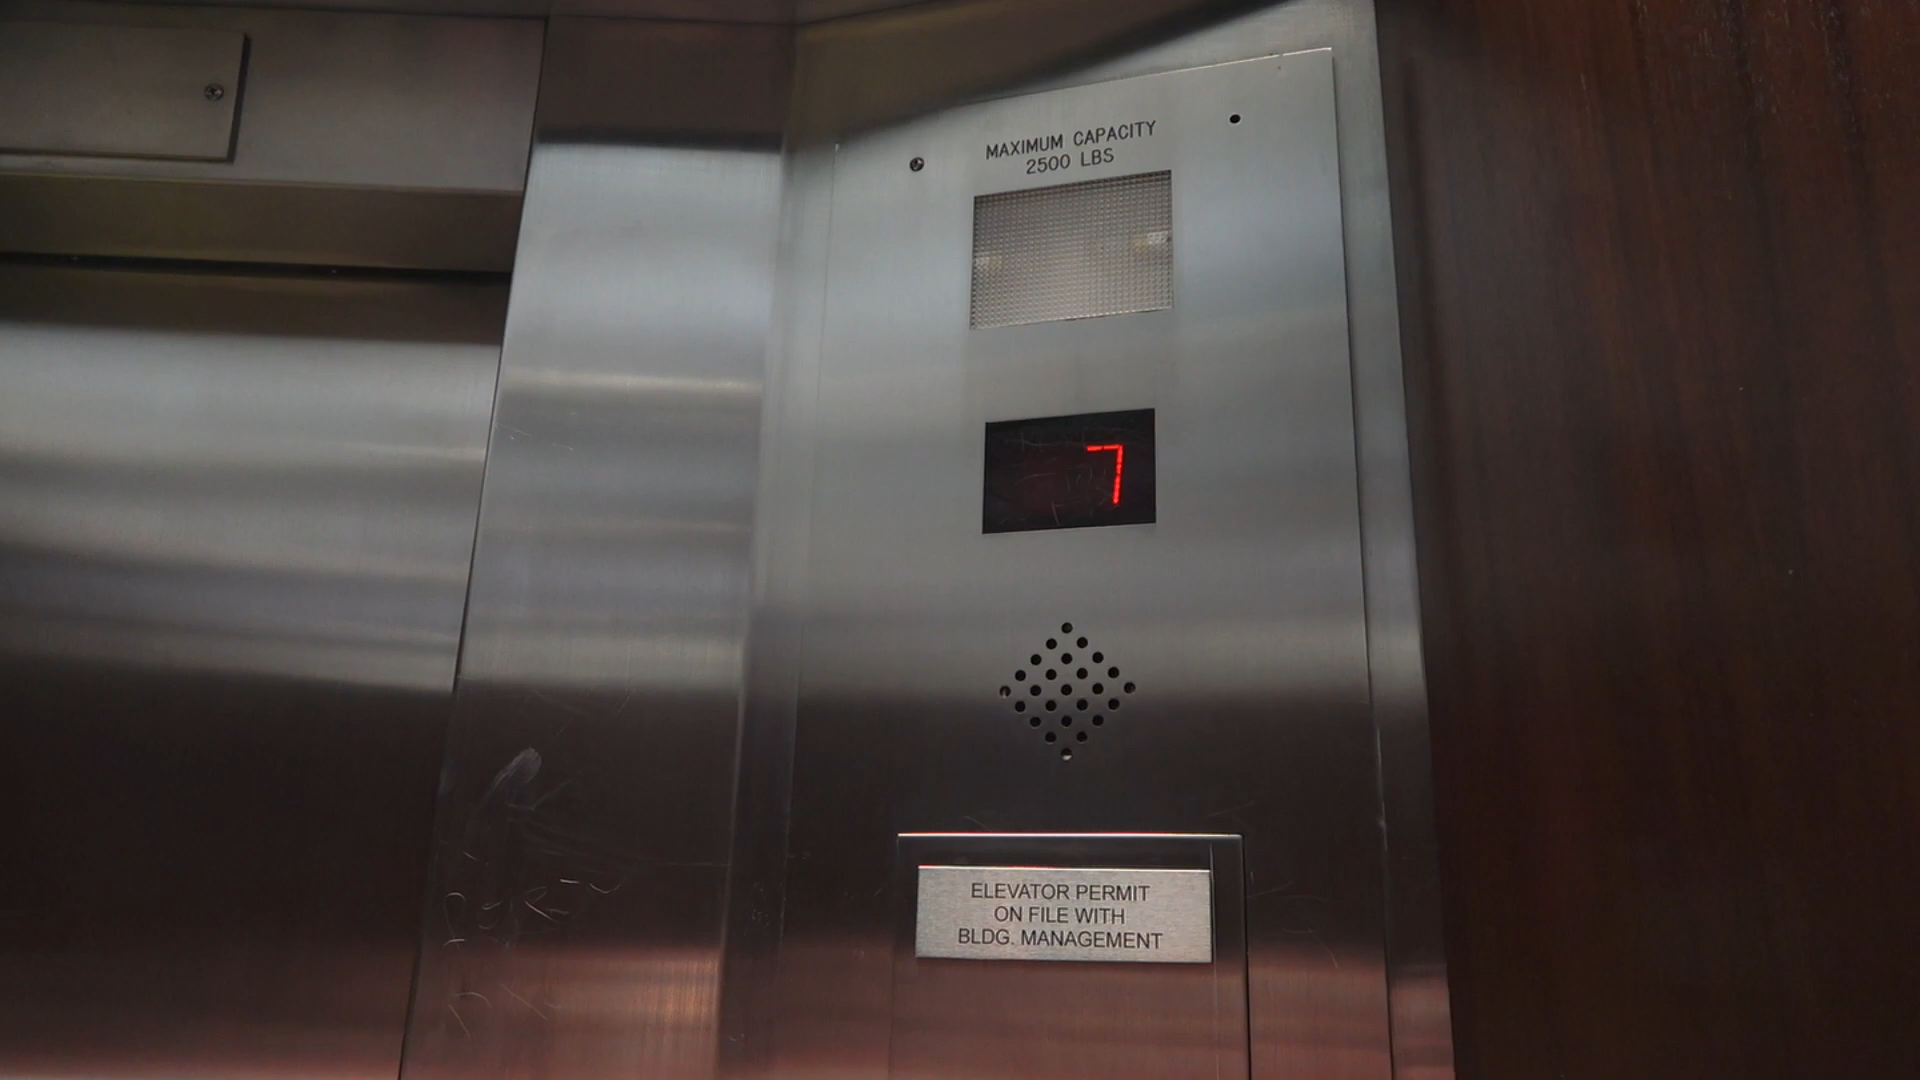 MAXIMUM CAPACITY
2500 LBS
7
ELEVATOR PERMIT
ON FILE WITH
BLDG. MANAGEMENT